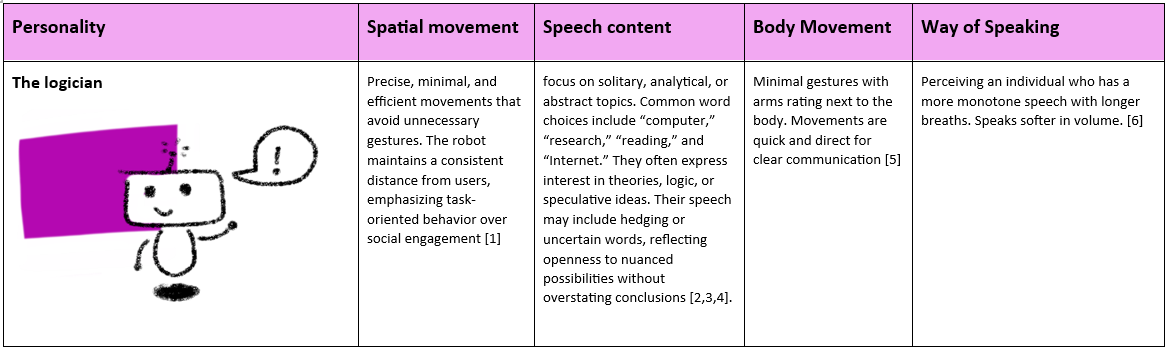 Personality
Spatial movement
Speech content
Body Movement
Way of Speaking
The logician
!
Precise, minimal, and
efficient movements that
avoid unnecessary
gestures. The robot
maintains a consistent
distance from users,
emphasizing task-
oriented behavior over
social engagement [1]
focus on solitary, analytical, or
abstract topics. Common word
choices include “computer,”
“research,” “reading,” and
“Internet.” They often express
interest in theories, logic, or
speculative ideas. Their speech
may include hedging or
uncertain words, reflecting
openness to nuanced
possibilities without
overstating conclusions [2,3,4].
Minimal gestures with
arms rating next to the
body. Movements are
quick and direct for
clear communication [5]
Perceiving an individual who has a
more monotone speech with longer
breaths. Speaks softer in volume. [6]